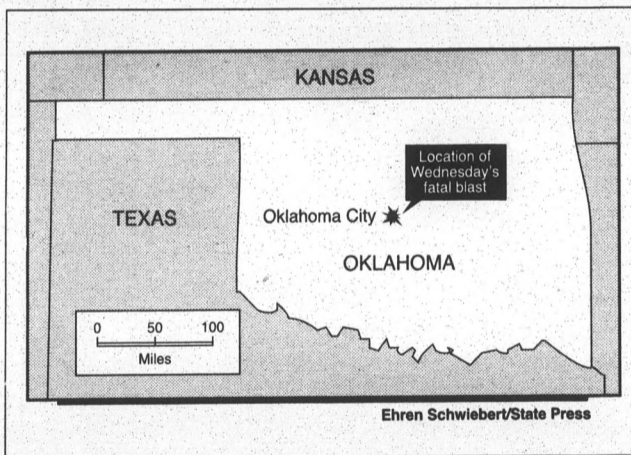 KANSAS
Location of
Wednesday's
fatal blast
TEXAS
Oklahoma City
OKLAHOMA
0 50 100
Miles
Ehren Schwiebert/State Press